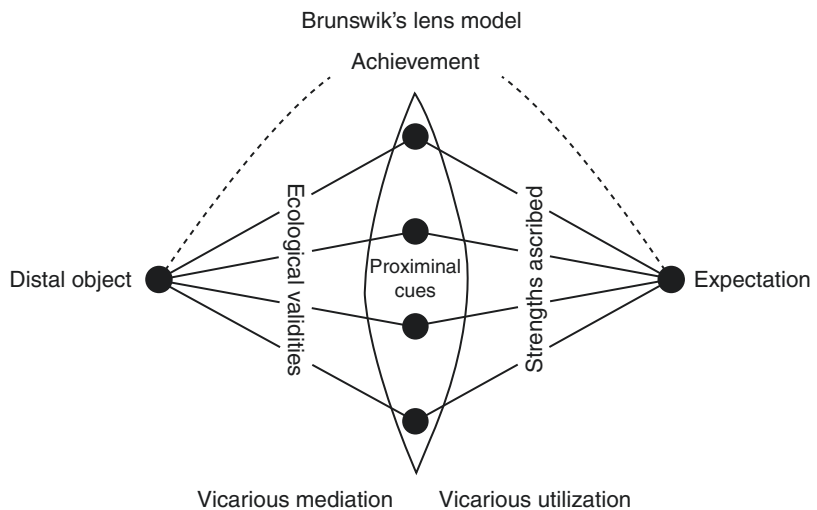 Brunswik’s lens model
Achievement
Ecological validities
Strengths ascribed
Distal object
Proximinal
cues
Expectation
Vicarious mediation
Vicarious utilization